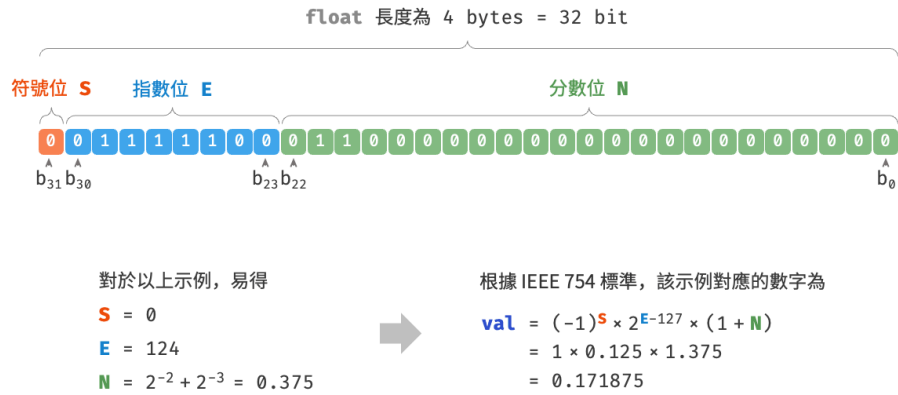 float 長度為 4 bytes = 32 bit
符號位 S 指數位 E 分數位 N
0 0 1 1 1 1 1 0 0 0 1 1 0 0 0 0 0 0 0 0 0 0 0 0 0 0 0 0 0 0 0 0
b₃₁ b₃₀ b₂₃ b₂₂ b₀
對於以上示例，易得
S = 0
E = 124
N = 2⁻² + 2⁻³ = 0.375
根據 IEEE 754 標準，該示例對應的數字為
val = (-1)ˢ × 2ᴱ⁻¹²⁷ × (1 + N)
= 1 × 0.125 × 1.375
= 0.171875